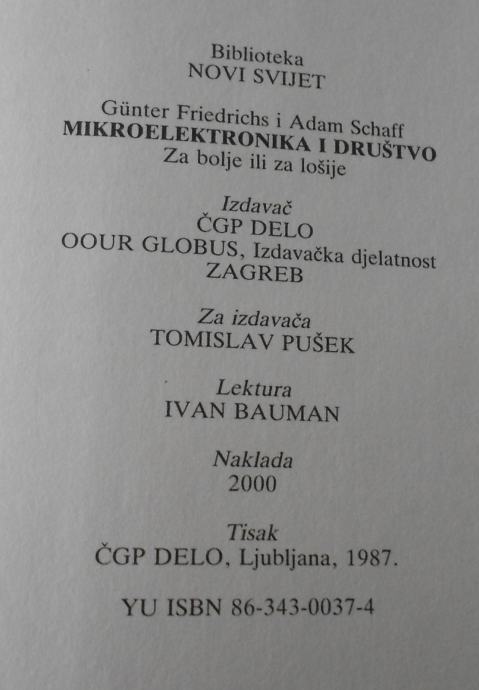 Biblioteka
NOVI SVIJET
Günter Friedrichs i Adam Schaff
MIKROELEKTRONIKA I DRUŠTVO
Za bolje ili za lošije
Izdavač
ČGP DELO
OOUR GLOBUS, Izdavačka djelatnost
ZAGREB
Za izdavača
TOMISLAV PUŠEK
Lektura
IVAN BAUMAN
Naklada
2000
Tisak
ČGP DELO, Ljubljana, 1987.
YU ISBN 86-343-0037-4